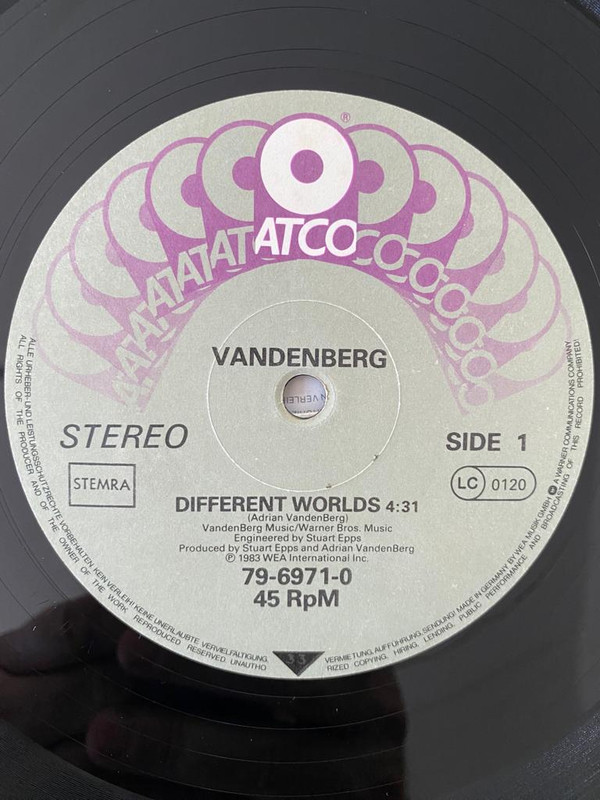 ®
ATATATATATCOCOCOCOCO
VANDENBERG
STEREO
SIDE 1
STEMRA
LC 0120
DIFFERENT WORLDS 4:31
(Adrian VandenBerg)
VandenBerg Music/Warner Bros. Music
Engineered by Stuart Epps
Produced by Stuart Epps and Adrian VandenBerg
℗ 1983 WEA International Inc.
79-6971-0
45 RpM
33
ALLE URHEBER- UND LEISTUNGSSCHUTZRECHTE VORBEHALTEN KEIN VERLEIH! KEINE UNERLAUBTE VERVIELFÄLTIGUNG,
VERMIETUNG, AUFFÜHRUNG, SENDUNG! MADE IN GERMANY BY WEA MUSIK GMBH A WARNER COMMUNICATIONS COMPANY
ALL RIGHTS OF THE PRODUCER AND OF THE OWNER OF THE WORK REPRODUCED RESERVED. UNAUTHO
RIZED COPYING, HIRING, LENDING, PUBLIC PERFORMANCE AND BROADCASTING OF THIS RECORD PROHIBITED!